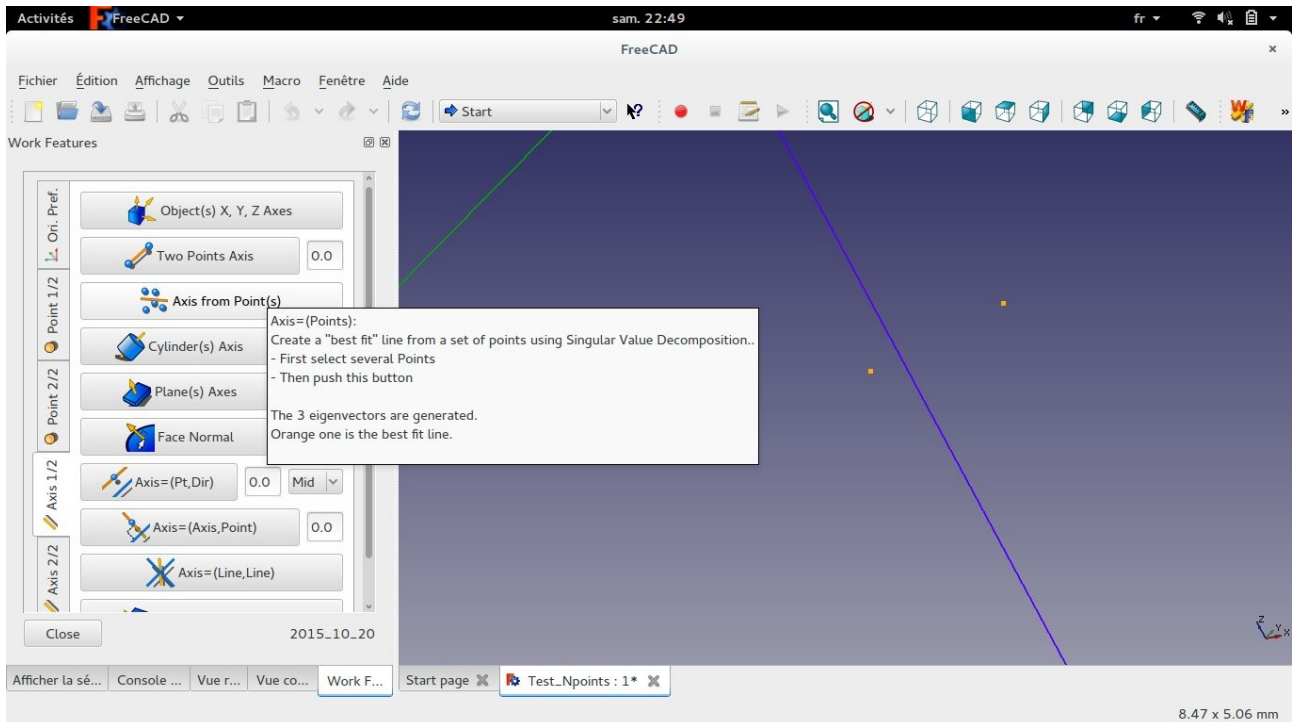 Activités
FreeCAD
sam. 22:49
fr
FreeCAD
Fichier Édition Affichage Outils Macro Fenêtre Aide
Start
»
Work Features
Ori. Pref.
Point 1/2
Point 2/2
Axis 1/2
Axis 2/2
Object(s) X, Y, Z Axes
Two Points Axis 0.0
Axis from Point(s)
Cylinder(s) Axis
Plane(s) Axes
Face Normal
Axis=(Pt,Dir) 0.0 Mid
Axis=(Axis,Point) 0.0
Axis=(Line,Line)
Axis=(Points):
Create a "best fit" line from a set of points using Singular Value Decomposition..
- First select several Points
- Then push this button
The 3 eigenvectors are generated.
Orange one is the best fit line.
Close 2015_10_20
Z Y X
Afficher la sé... Console ... Vue r... Vue co... Work F... Start page Test_Npoints : 1*
8.47 x 5.06 mm